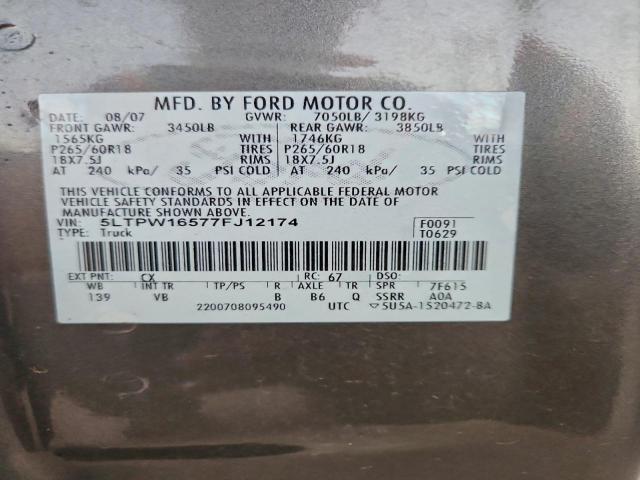 MFD. BY FORD MOTOR CO.
DATE: 08/07 GVWR: 7050LB/ 3198KG
FRONT GAWR: 3450LB REAR GAWR: 3850LB
1565KG WITH 1746KG WITH
P265/60R18 TIRES P265/60R18 TIRES
18X7.5J RIMS 18X7.5J RIMS
AT 240 kPa/ 35 PSI COLD AT 240 kPa/ 35 PSI COLD
THIS VEHICLE CONFORMS TO ALL APPLICABLE FEDERAL MOTOR
VEHICLE SAFETY STANDARDS IN EFFECT ON THE DATE OF
MANUFACTURE SHOWN ABOVE.
VIN: 5LTPW16577FJ12174 F0091
TYPE: Truck T0629
EXT PNT: CX RC: 67 DSO:
WB INT TR TP/PS R AXLE TR SPR 7F615
139 VB B B6 Q SSRR A0A
2200708095490 UTC 5U5A-1520472-BA